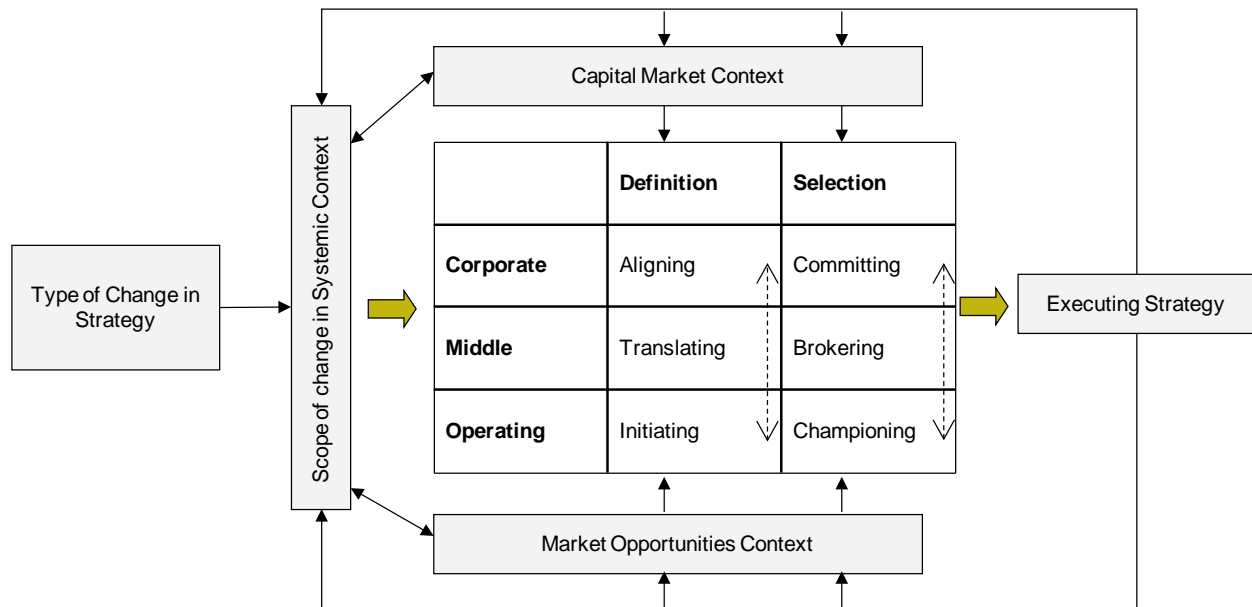 Capital Market Context
Scope of change in Systemic Context
Definition
Selection
Corporate
Aligning
Committing
Type of Change in
Strategy
Executing Strategy
Middle
Translating
Brokering
Operating
Initiating
Championing
Market Opportunities Context